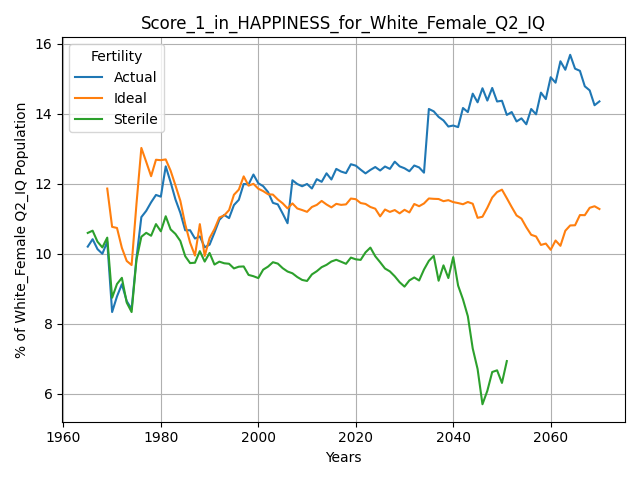 Score_1_in_HAPPINESS_for_White_Female_Q2_IQ
16
14
12
10
8
6
% of White_Female Q2_IQ Population
Fertility
Actual
Ideal
Sterile
1960
1980
2000
2020
2040
2060
Years